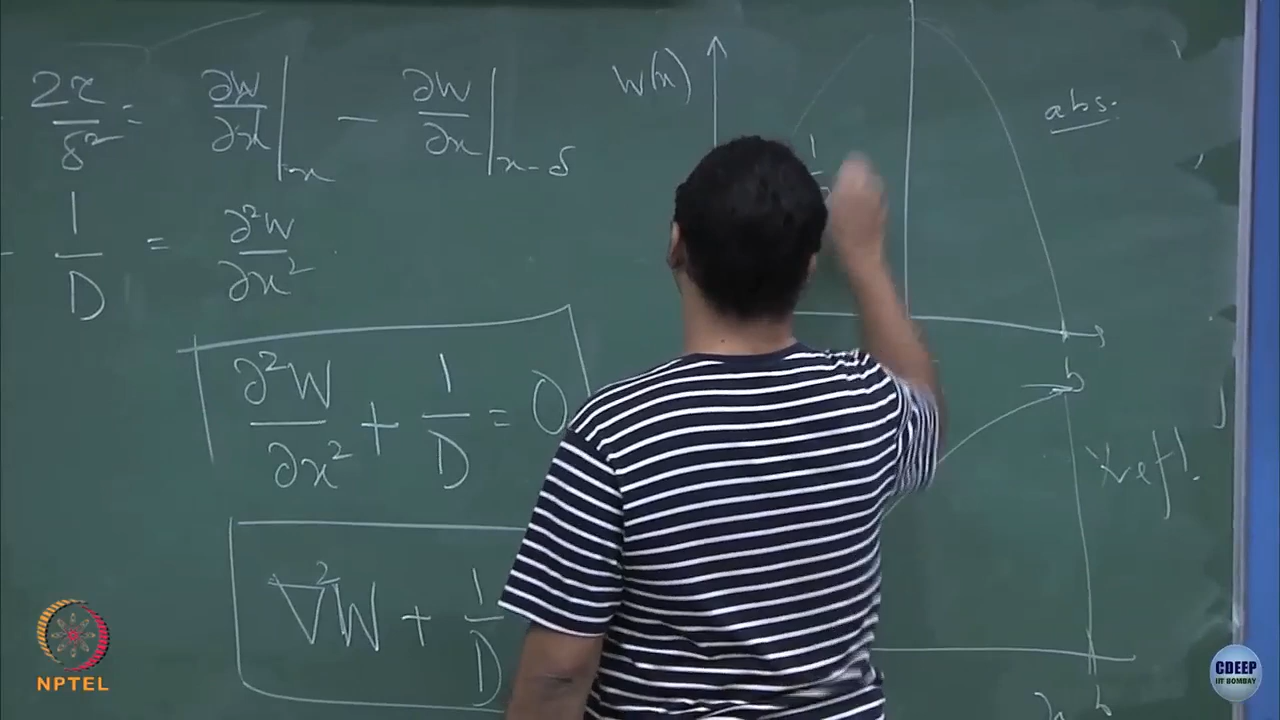 - 2τ/δ² = ∂W/∂x|ₓ − ∂W/∂x|ₓ₋δ
- 1/D = ∂²W/∂x²
∂²W/∂x² + 1/D = 0
∇²W + 1/D
W(x)
abs.
b
refl.
b
NPTEL
CDEEP
IIT BOMBAY